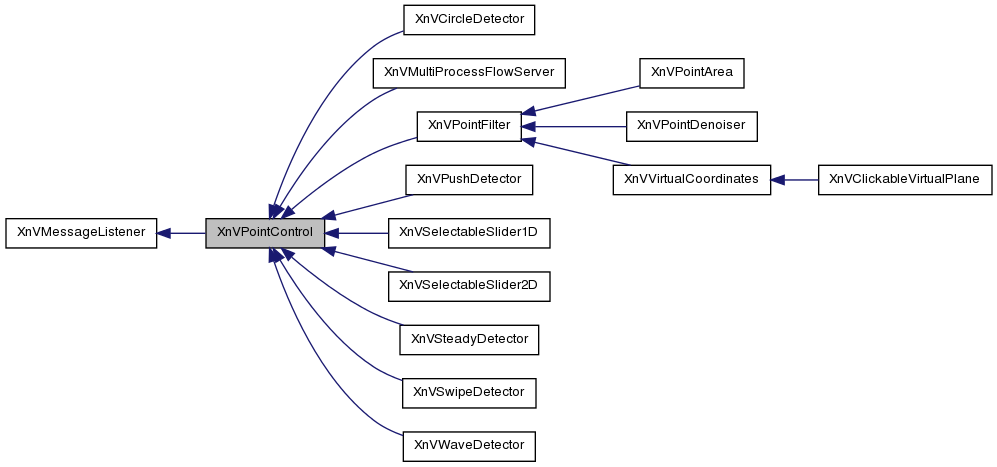 XnVCircleDetector
XnVMultiProcessFlowServer
XnVPointArea
XnVPointFilter
XnVPointDenoiser
XnVPushDetector
XnVVirtualCoordinates
XnVClickableVirtualPlane
XnVMessageListener
XnVPointControl
XnVSelectableSlider1D
XnVSelectableSlider2D
XnVSteadyDetector
XnVSwipeDetector
XnVWaveDetector